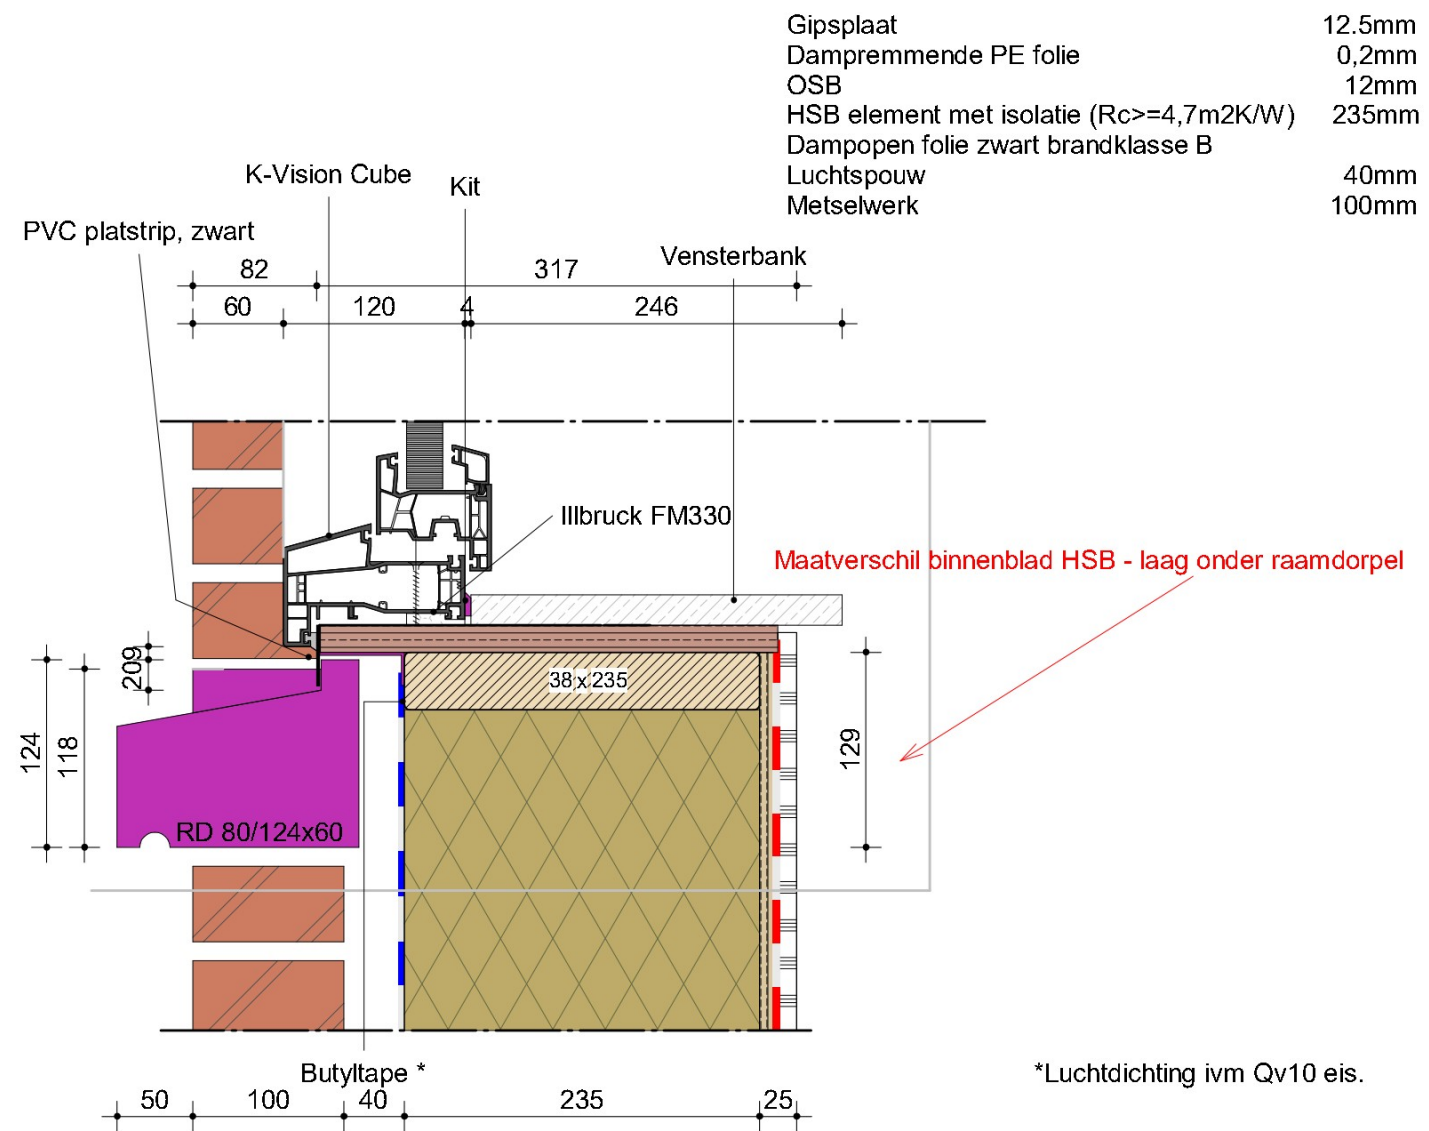 Gipsplaat 12.5mm
Dampremmende PE folie 0,2mm
OSB 12mm
HSB element met isolatie (Rc>=4,7m2K/W) 235mm
Dampopen folie zwart brandklasse B
Luchtspouw 40mm
Metselwerk 100mm
K-Vision Cube
Kit
PVC platstrip, zwart
Vensterbank
82 317
60 120 4 246
Illbruck FM330
Maatverschil binnenblad HSB - laag onder raamdorpel
209
38 x 235
124
118
129
RD 80/124x60
Butyltape *
*Luchtdichting ivm Qv10 eis.
50 100 40 235 25